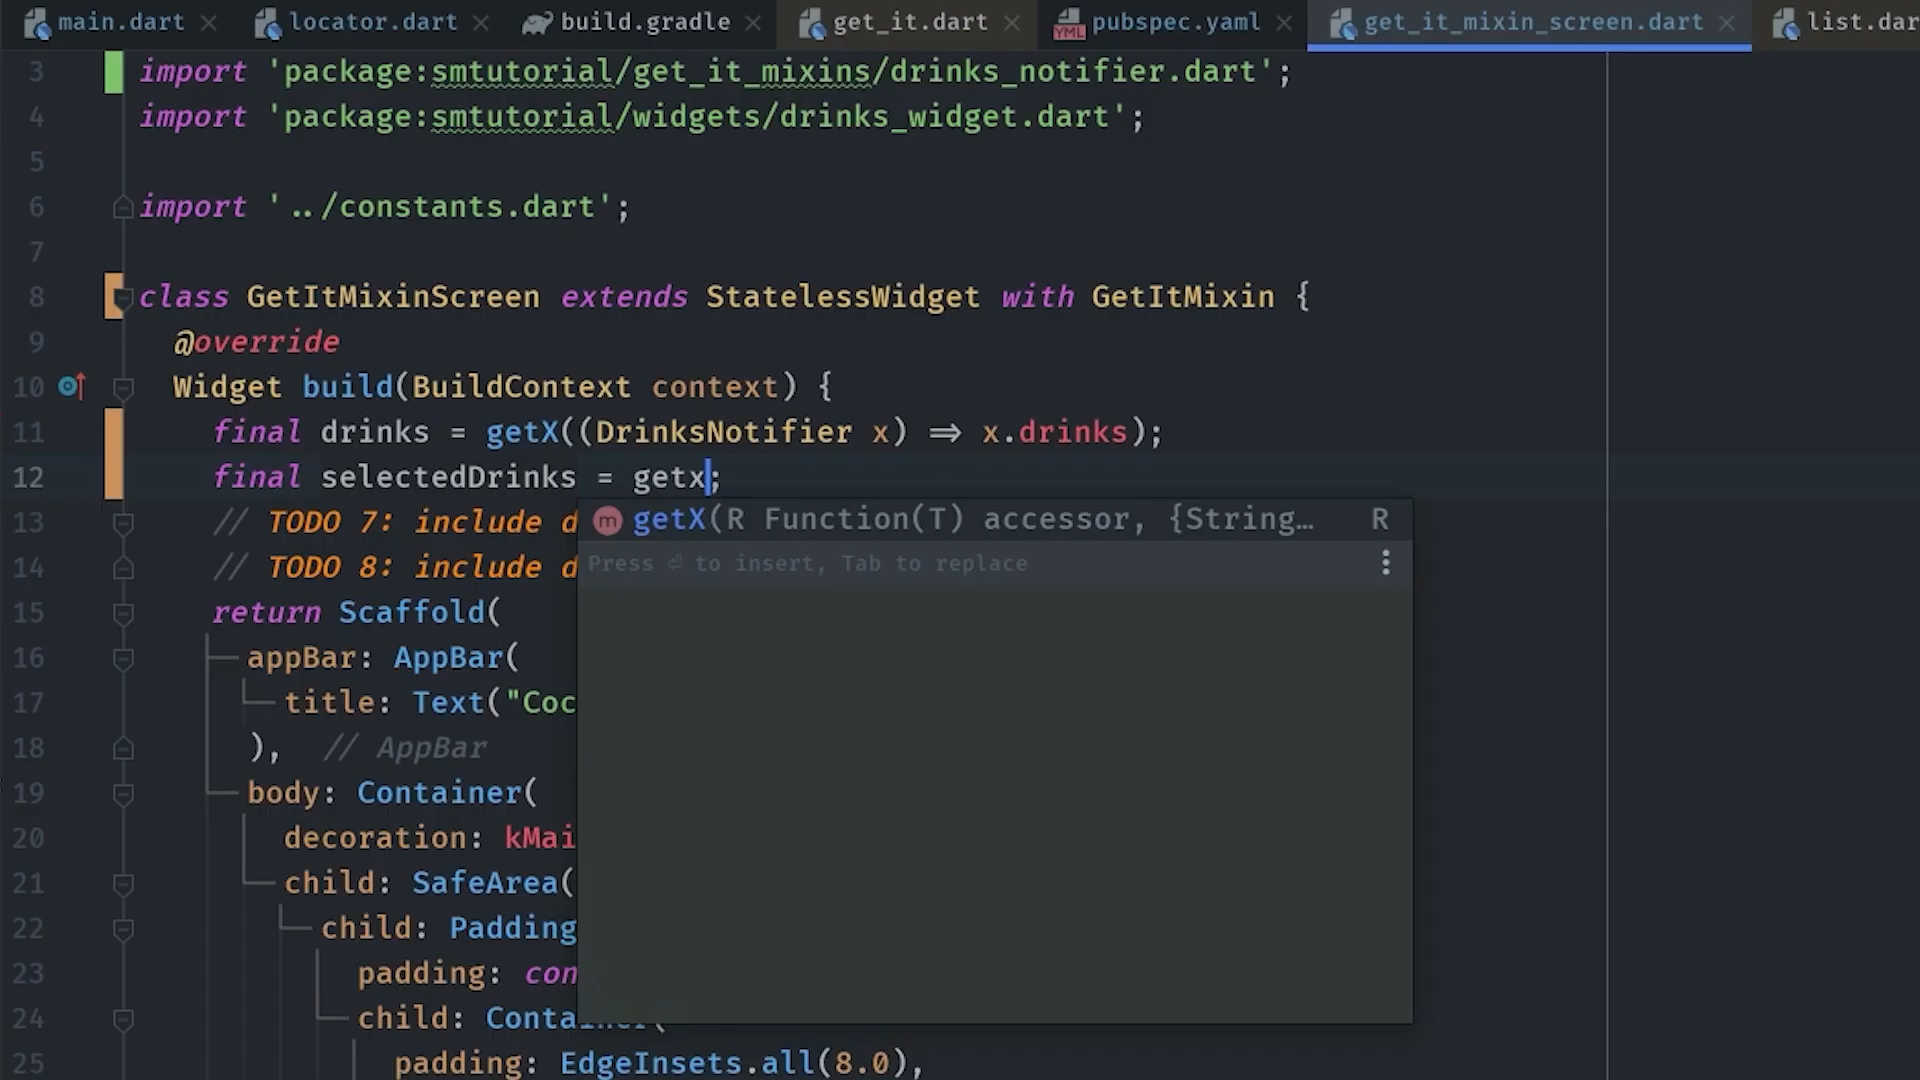 main.dart locator.dart build.gradle get_it.dart pubspec.yaml get_it_mixin_screen.dart list.dar
3 import 'package:smtutorial/get_it_mixins/drinks_notifier.dart';
4 import 'package:smtutorial/widgets/drinks_widget.dart';
5
6 import '../constants.dart';
7
8 class GetItMixinScreen extends StatelessWidget with GetItMixin {
9 @override
10 Widget build(BuildContext context) {
11 final drinks = getX((DrinksNotifier x) => x.drinks);
12 final selectedDrinks = getx;
13 // TODO 7: include d
m getX(R Function(T) accessor, {String… R
14 // TODO 8: include d
Press ⏎ to insert, Tab to replace
15 return Scaffold(
16 appBar: AppBar(
17 title: Text("Coc
18 ), // AppBar
19 body: Container(
20 decoration: kMai
21 child: SafeArea(
22 child: Padding
23 padding: con
24 child: Container(
25 padding: EdgeInsets.all(8.0),